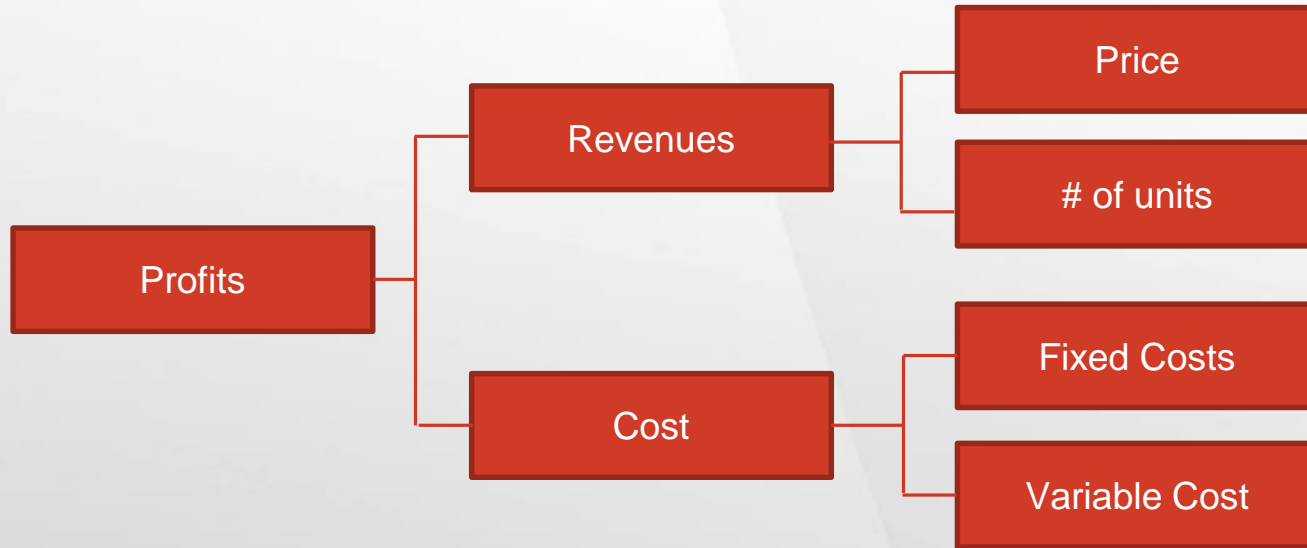 Price
Revenues
# of units
Profits
Fixed Costs
Cost
Variable Cost